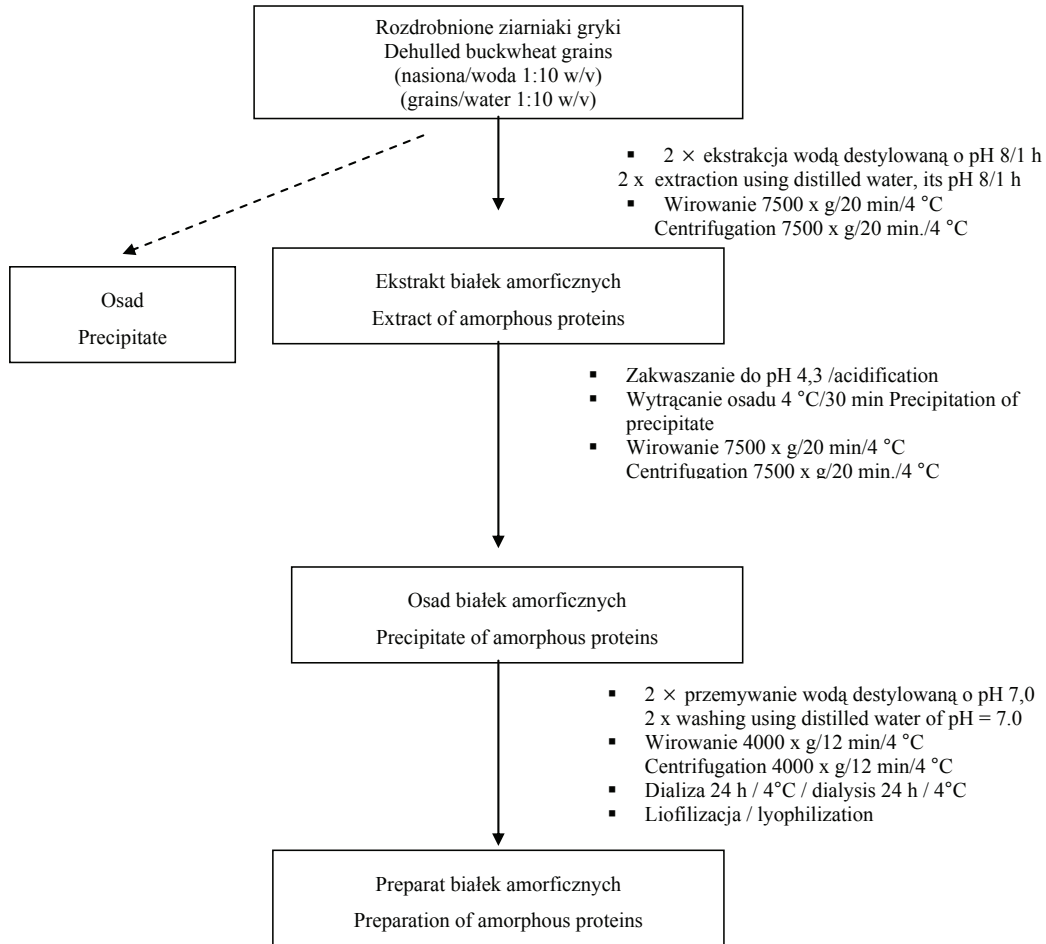 Rozdrobnione ziarniaki gryki
Dehulled buckwheat grains
(nasiona/woda 1:10 w/v)
(grains/water 1:10 w/v)
▪ 2 × ekstrakcja wodą destylowaną o pH 8/1 h
2 x extraction using distilled water, its pH 8/1 h
▪ Wirowanie 7500 x g/20 min/4 °C
Centrifugation 7500 x g/20 min./4 °C
Osad
Precipitate
Ekstrakt białek amorficznych
Extract of amorphous proteins
▪ Zakwaszanie do pH 4,3 /acidification
▪ Wytrącanie osadu 4 °C/30 min Precipitation of
precipitate
▪ Wirowanie 7500 x g/20 min/4 °C
Centrifugation 7500 x g/20 min./4 °C
Osad białek amorficznych
Precipitate of amorphous proteins
▪ 2 × przemywanie wodą destylowaną o pH 7,0
2 x washing using distilled water of pH = 7.0
▪ Wirowanie 4000 x g/12 min/4 °C
Centrifugation 4000 x g/12 min/4 °C
▪ Dializa 24 h / 4°C / dialysis 24 h / 4°C
▪ Liofilizacja / lyophilization
Preparat białek amorficznych
Preparation of amorphous proteins